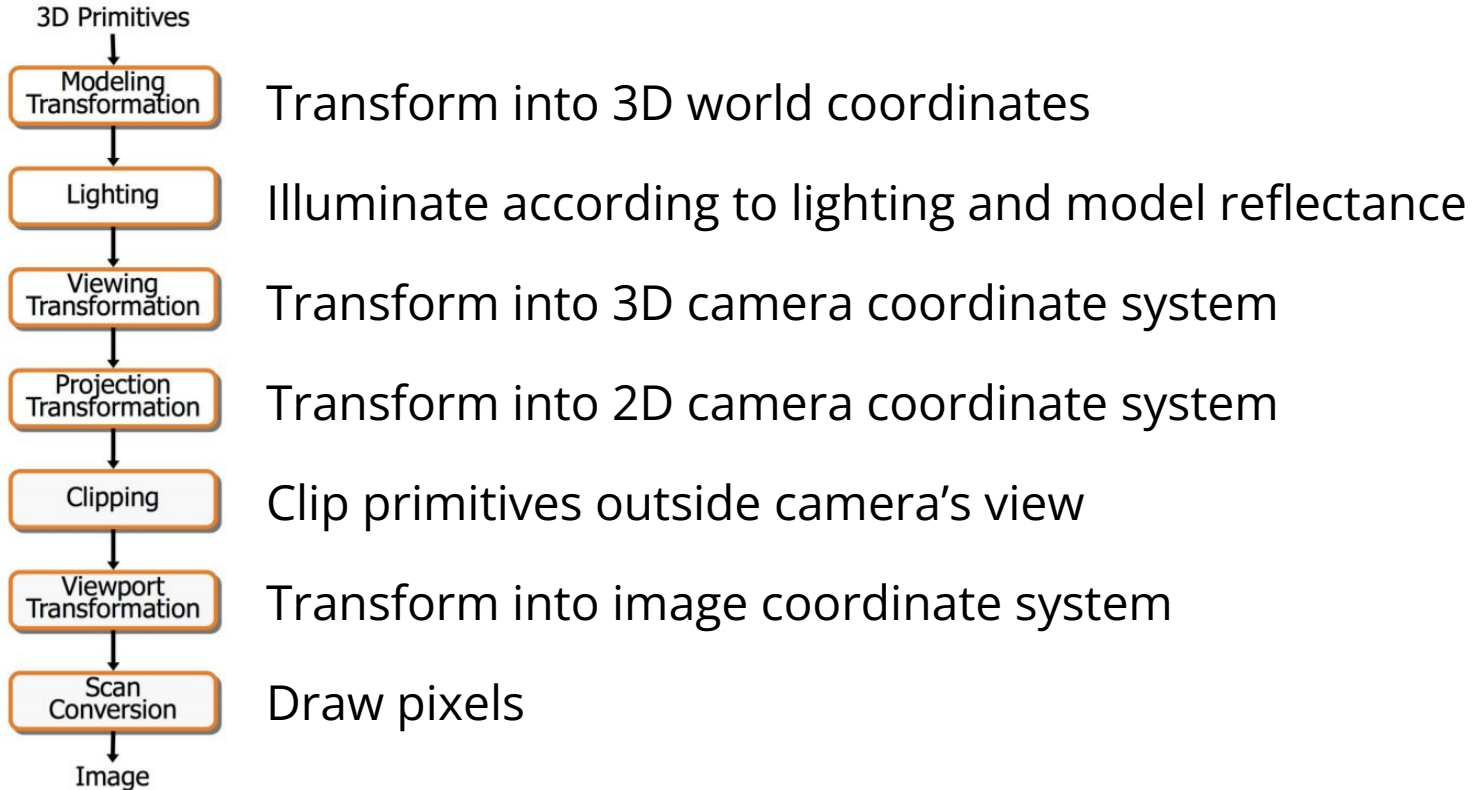 3D Primitives
Modeling
Transformation
Transform into 3D world coordinates
Lighting
Illuminate according to lighting and model reflectance
Viewing
Transformation
Transform into 3D camera coordinate system
Projection
Transformation
Transform into 2D camera coordinate system
Clipping
Clip primitives outside camera’s view
Viewport
Transformation
Transform into image coordinate system
Scan
Conversion
Draw pixels
Image